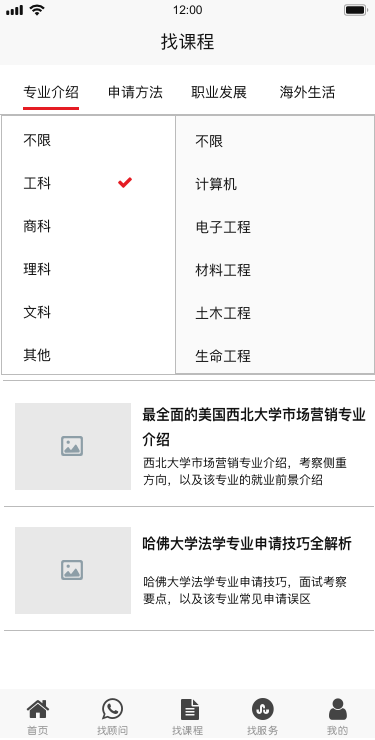 12:00
找课程
专业介绍 申请方法 职业发展 海外生活
不限
工科
商科
理科
文科
其他
不限
计算机
电子工程
材料工程
土木工程
生命工程
最全面的美国西北大学市场营销专业
介绍
西北大学市场营销专业介绍，考察侧重
方向，以及该专业的就业前景介绍
哈佛大学法学专业申请技巧全解析
哈佛大学法学专业申请技巧，面试考察
要点，以及该专业常见申请误区
首页 找顾问 找课程 找服务 我的